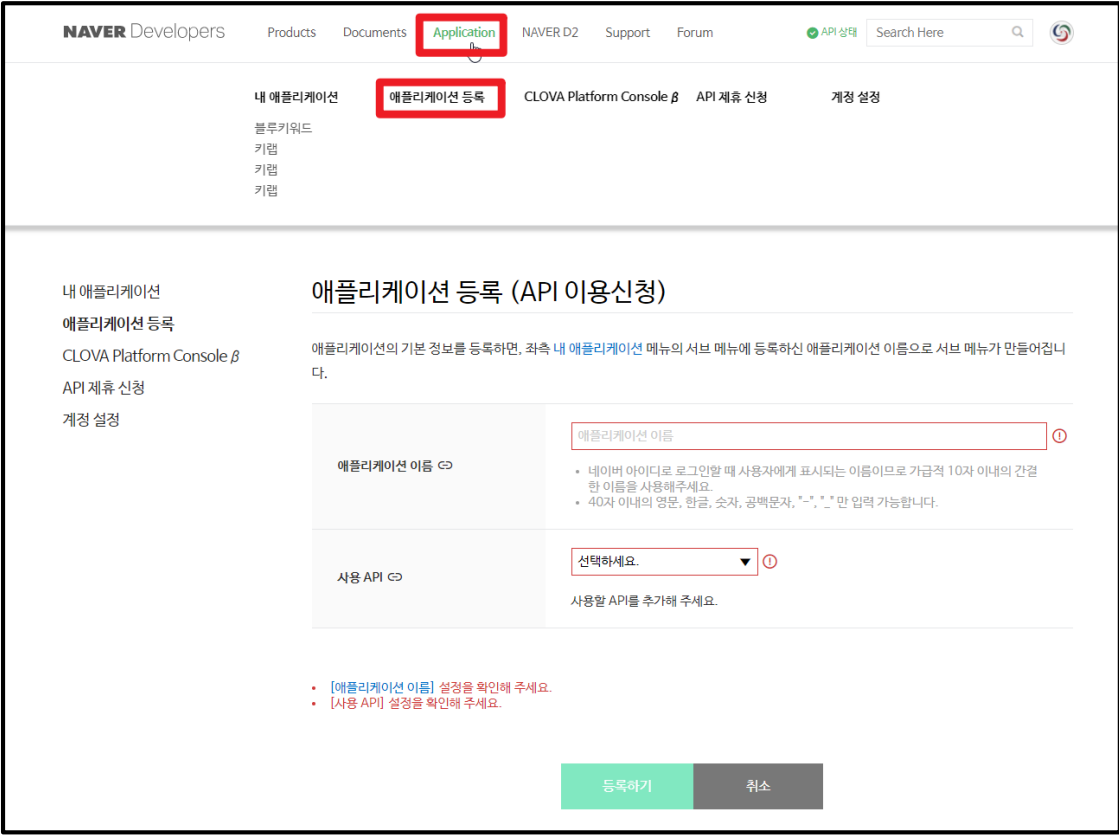 NAVER Developers Products Documents Application NAVER D2 Support Forum API 상태 Search Here
내 애플리케이션 애플리케이션 등록 CLOVA Platform Console β API 제휴 신청 계정 설정
블루키워드
키랩
키랩
키랩
내 애플리케이션
애플리케이션 등록
CLOVA Platform Console β
API 제휴 신청
계정 설정
애플리케이션 등록 (API 이용신청)
애플리케이션의 기본 정보를 등록하면, 좌측 내 애플리케이션 메뉴의 서브 메뉴에 등록하신 애플리케이션 이름으로 서브 메뉴가 만들어집니
다.
애플리케이션 이름
애플리케이션 이름
• 네이버 아이디로 로그인할 때 사용자에게 표시되는 이름이므로 가급적 10자 이내의 간결
한 이름을 사용해주세요.
• 40자 이내의 영문, 한글, 숫자, 공백문자, "-", "_" 만 입력 가능합니다.
사용 API
선택하세요.
사용할 API를 추가해 주세요.
• [애플리케이션 이름] 설정을 확인해 주세요.
• [사용 API] 설정을 확인해 주세요.
등록하기 취소